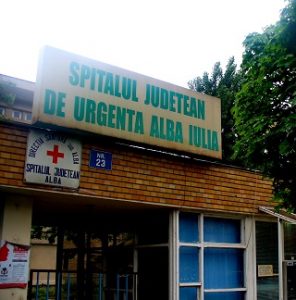 SPITALUL JUDETEAN
DE URGENTA ALBA IULIA
SPITALUL JUDETEAN
ALBA
NR.
23